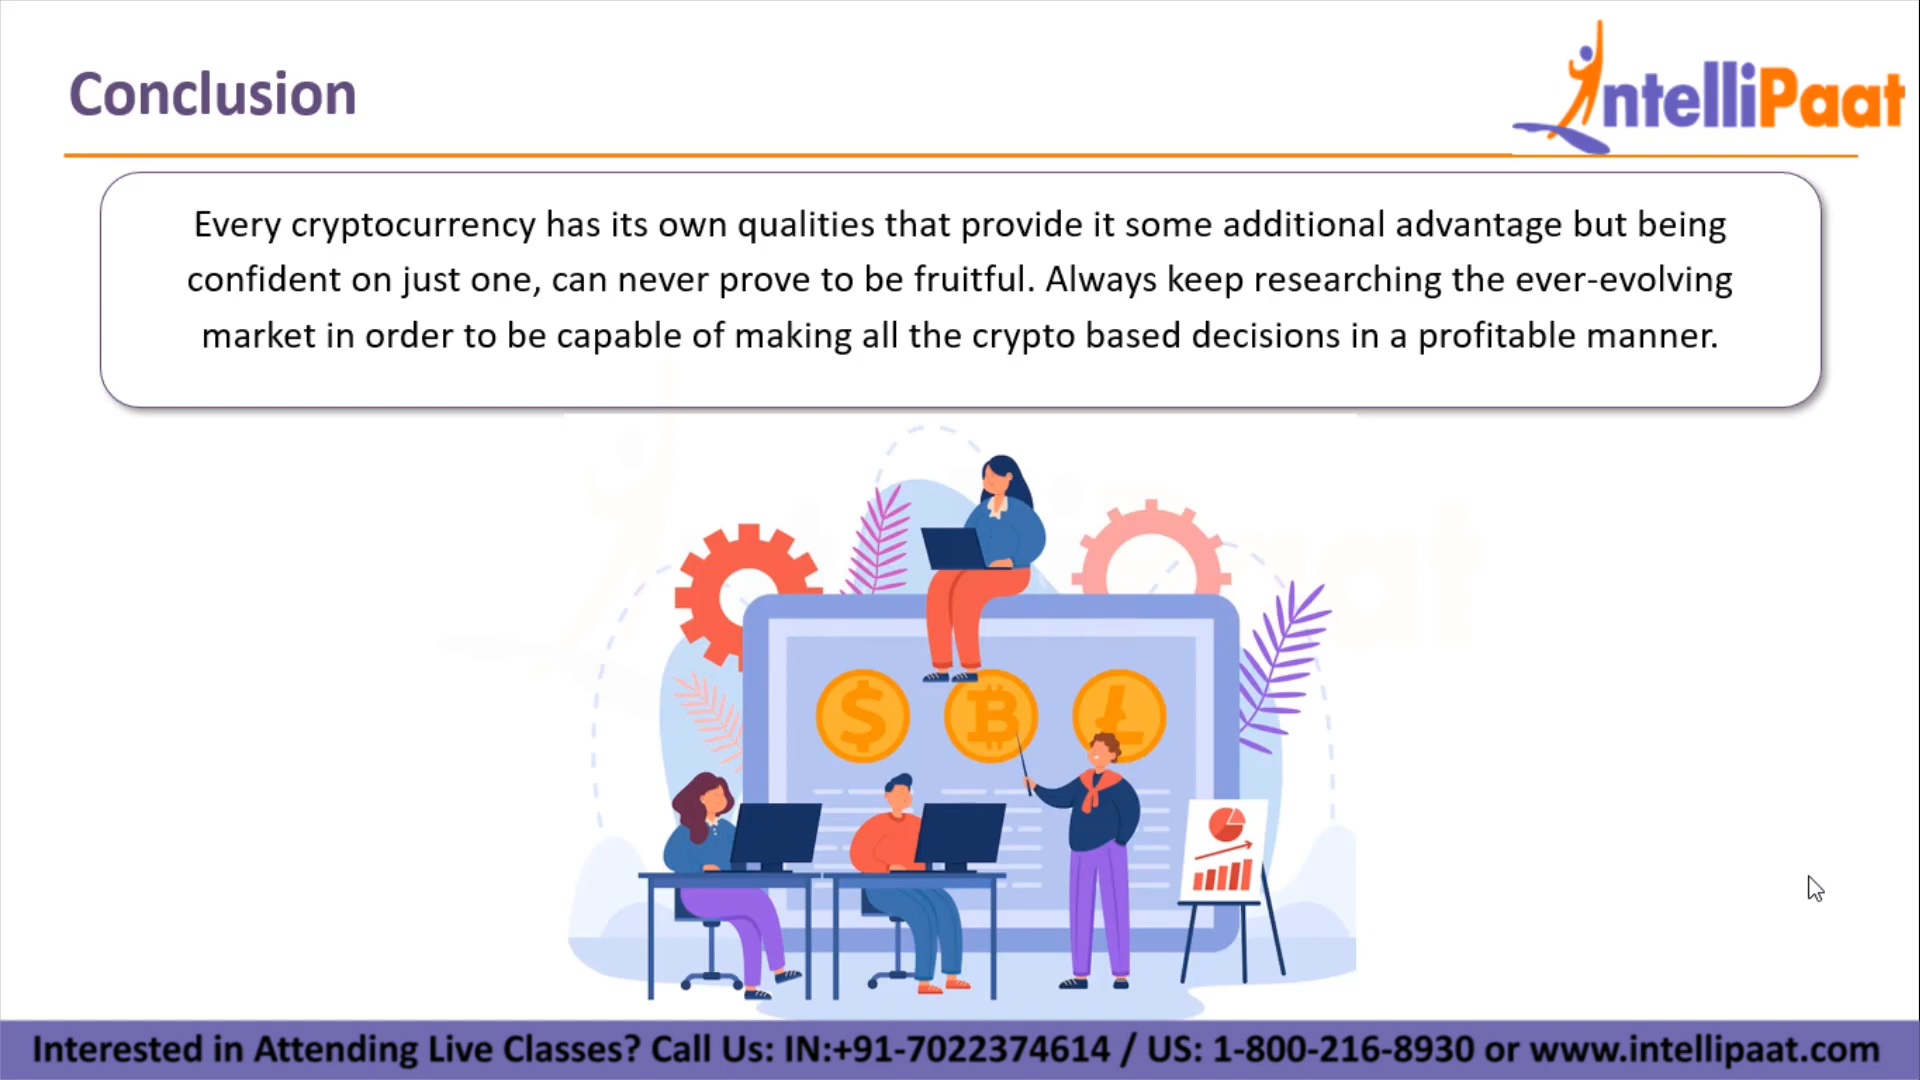 Conclusion
IntelliPaat
Every cryptocurrency has its own qualities that provide it some additional advantage but being
confident on just one, can never prove to be fruitful. Always keep researching the ever-evolving
market in order to be capable of making all the crypto based decisions in a profitable manner.
Interested in Attending Live Classes? Call Us: IN:+91-7022374614 / US: 1-800-216-8930 or www.intellipaat.com